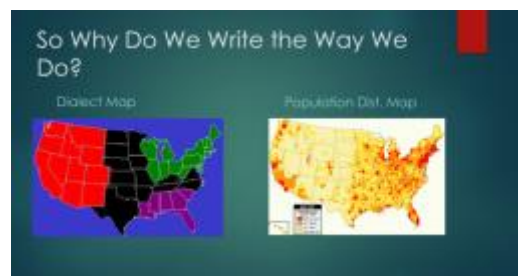 So Why Do We Write the Way We
Do?
Dialect Map
Population Dist. Map